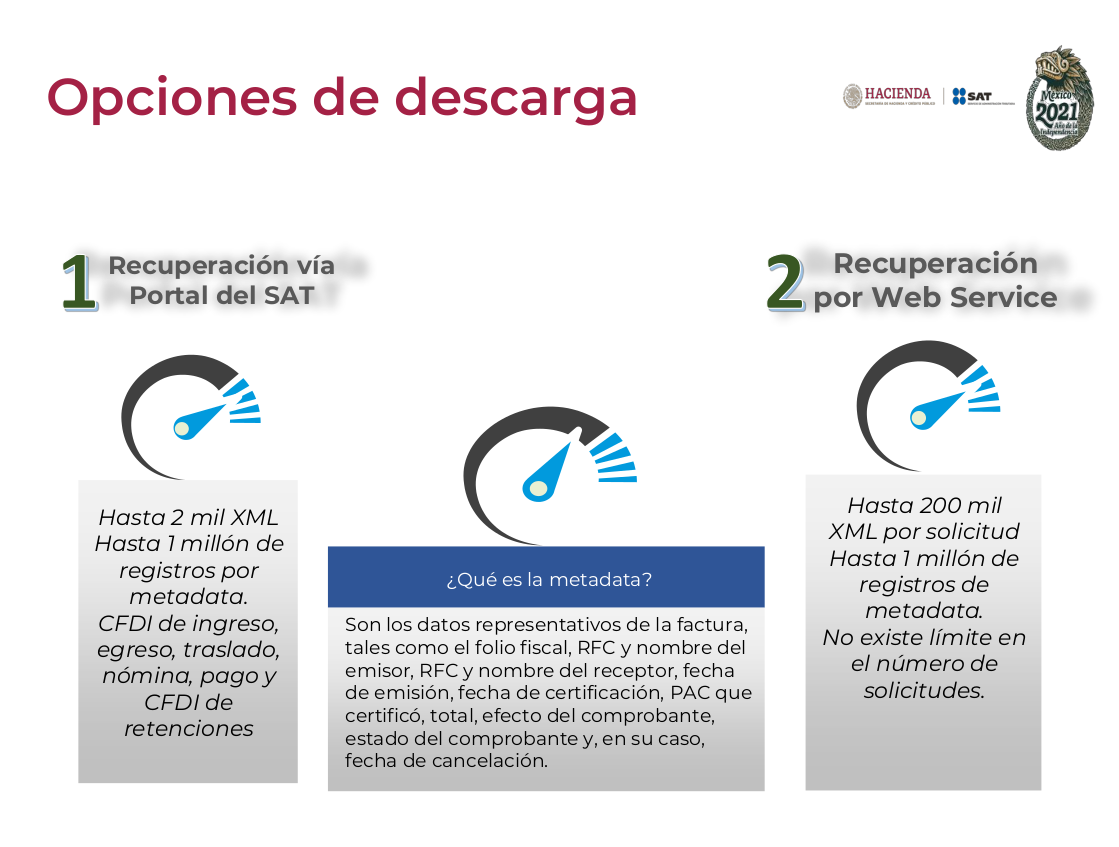 Opciones de descarga
HACIENDA
SECRETARÍA DE HACIENDA Y CRÉDITO PÚBLICO
SAT
SERVICIO DE ADMINISTRACIÓN TRIBUTARIA
México
2021
Año de la
Independencia
1
Recuperación vía
Portal del SAT
Hasta 2 mil XML
Hasta 1 millón de
registros por
metadata.
CFDI de ingreso,
egreso, traslado,
nómina, pago y
CFDI de
retenciones
¿Qué es la metadata?
Son los datos representativos de la factura,
tales como el folio fiscal, RFC y nombre del
emisor, RFC y nombre del receptor, fecha
de emisión, fecha de certificación, PAC que
certificó, total, efecto del comprobante,
estado del comprobante y, en su caso,
fecha de cancelación.
2
Recuperación
por Web Service
Hasta 200 mil
XML por solicitud
Hasta 1 millón de
registros de
metadata.
No existe límite en
el número de
solicitudes.